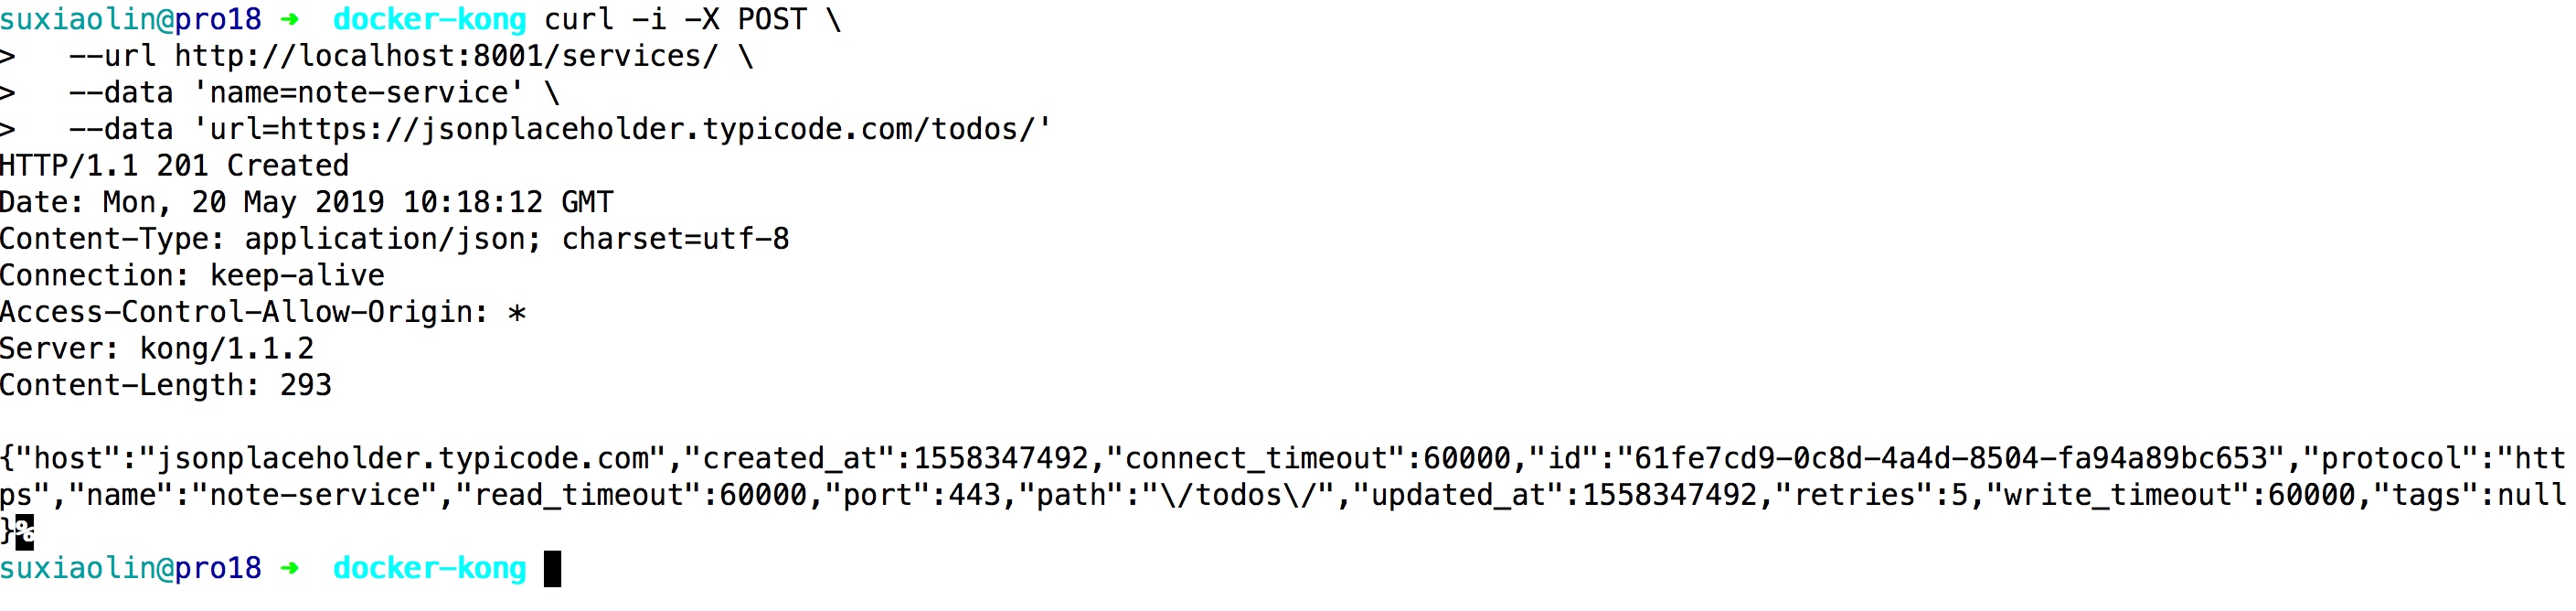 suxiaolin@pro18 ➜  docker-kong curl -i -X POST \
>   --url http://localhost:8001/services/ \
>   --data 'name=note-service' \
>   --data 'url=https://jsonplaceholder.typicode.com/todos/'
HTTP/1.1 201 Created
Date: Mon, 20 May 2019 10:18:12 GMT
Content-Type: application/json; charset=utf-8
Connection: keep-alive
Access-Control-Allow-Origin: *
Server: kong/1.1.2
Content-Length: 293
{"host":"jsonplaceholder.typicode.com","created_at":1558347492,"connect_timeout":60000,"id":"61fe7cd9-0c8d-4a4d-8504-fa94a89bc653","protocol":"htt
ps","name":"note-service","read_timeout":60000,"port":443,"path":"\/todos\/","updated_at":1558347492,"retries":5,"write_timeout":60000,"tags":null
}%
suxiaolin@pro18 ➜  docker-kong